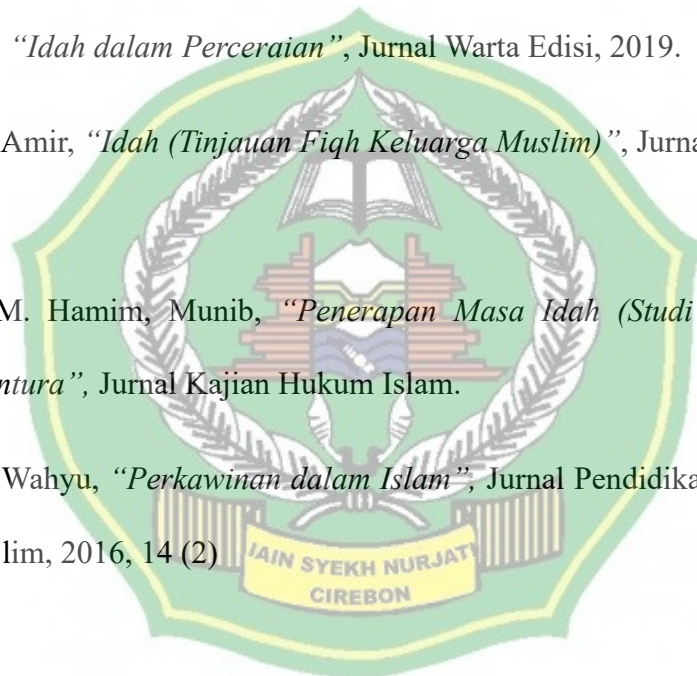 “Idah dalam Perceraian”, Jurnal Warta Edisi, 2019.
Amir, “Idah (Tinjauan Fiqh Keluarga Muslim)”, Jurna
M. Hamim, Munib, “Penerapan Masa Idah (Studi
ntura”, Jurnal Kajian Hukum Islam.
Wahyu, “Perkawinan dalam Islam”, Jurnal Pendidika
lim, 2016, 14 (2)
IAIN SYEKH NURJATI
CIREBON